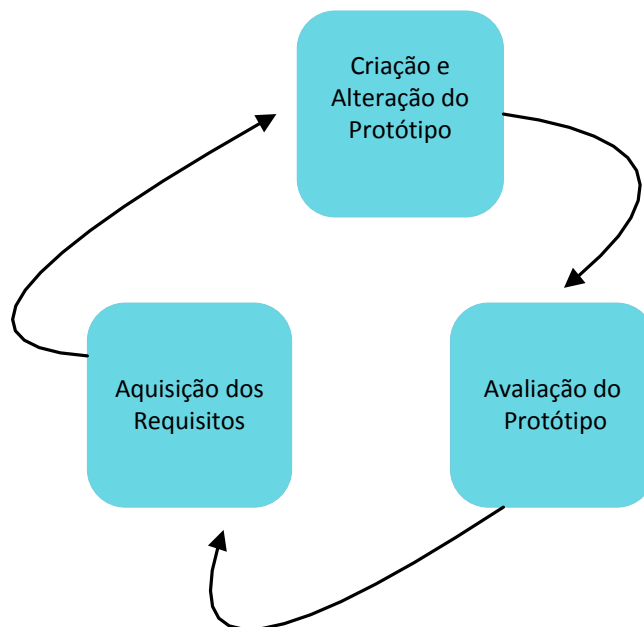 Criação e
Alteração do
Protótipo
Aquisição dos
Requisitos
Avaliação do
Protótipo